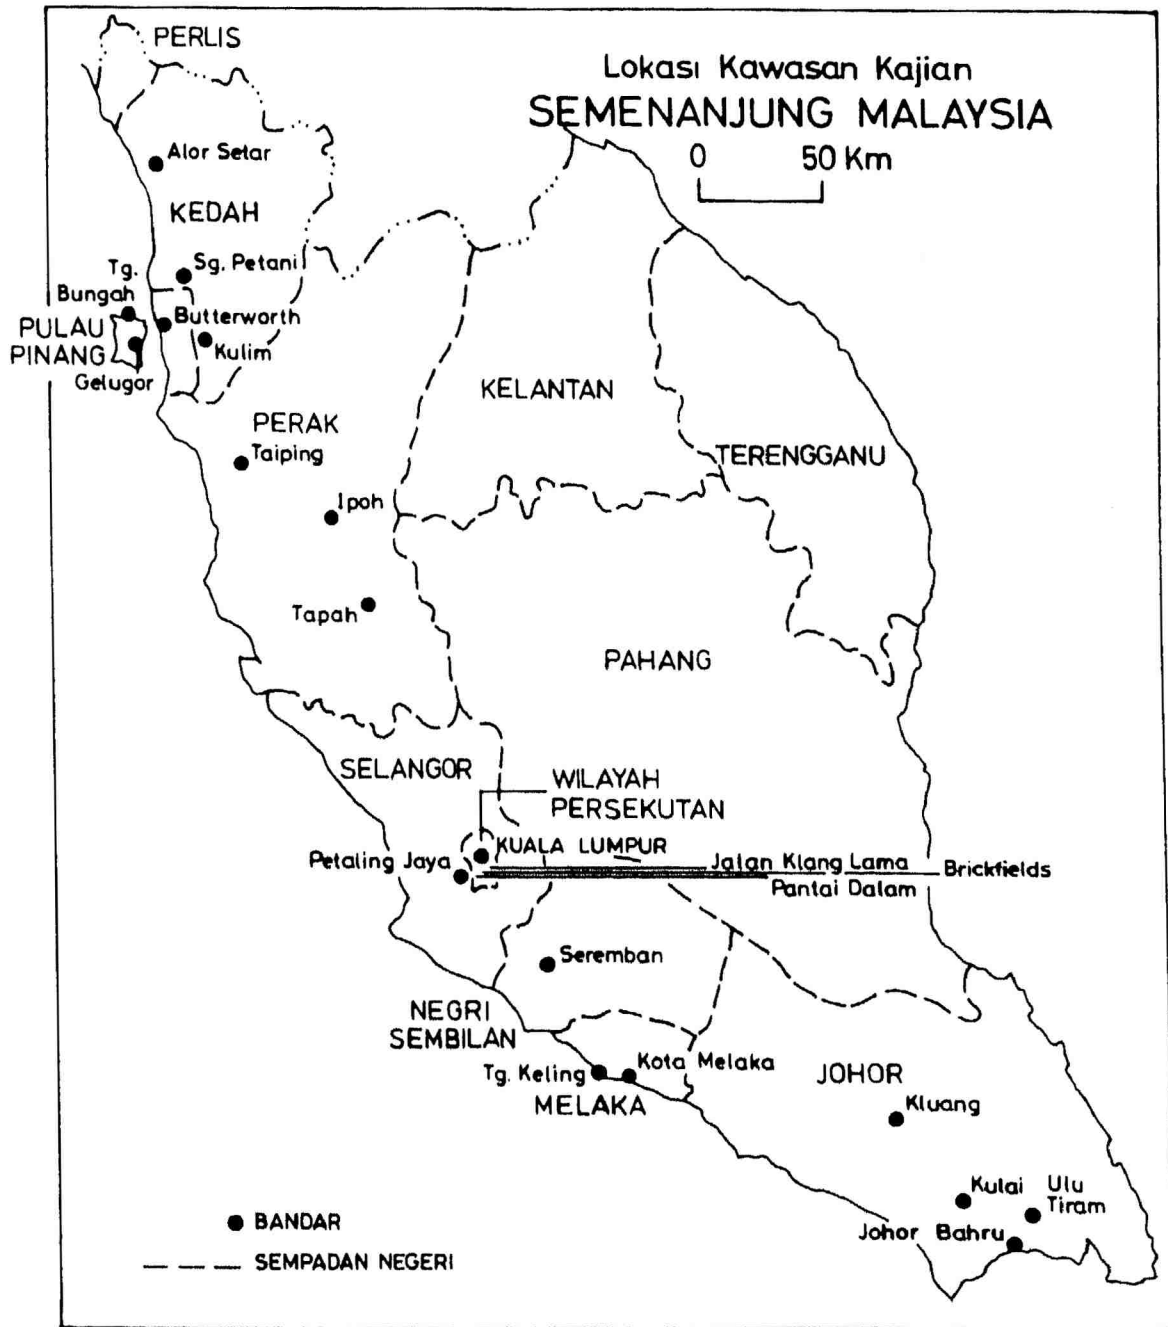 PERLIS
Lokasi Kawasan Kajian
SEMENANJUNG MALAYSIA
0 50 Km
Alor Setar
KEDAH
Tg.
Bungah
Sg. Petani
PULAU
PINANG
Butterworth
Kulim
Gelugor
KELANTAN
PERAK
Taiping
TERENGGANU
Ipoh
Tapah
PAHANG
SELANGOR
WILAYAH
PERSEKUTAN
KUALA LUMPUR
Petaling Jaya
Jalan Klang Lama
Brickfields
Pantai Dalam
Seremban
NEGRI
SEMBILAN
Tg. Keling
Kota Melaka
MELAKA
JOHOR
Kluang
Kulai
Ulu
Tiram
Johor Bahru
BANDAR
SEMPADAN NEGERI